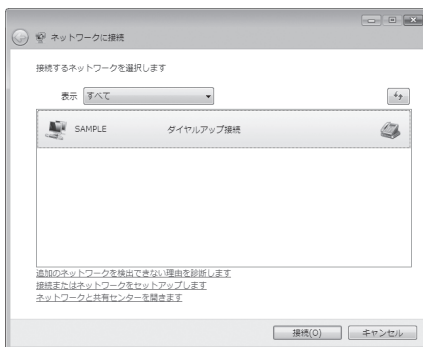 ネットワークに接続
接続するネットワークを選択します
表示 すべて
SAMPLE ダイヤルアップ接続
追加のネットワークを検出できない理由を診断します
接続またはネットワークをセットアップします
ネットワークと共有センターを開きます
接続(O) キャンセル